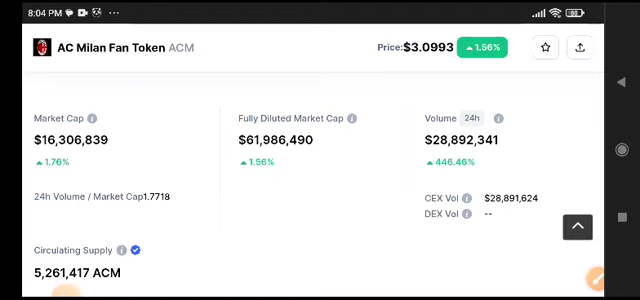 8:04 PM ...
AC Milan Fan Token ACM
Price:$3.0993 1.56%
Market Cap
$16,306,839
1.76%
24h Volume / Market Cap1.7718
Fully Diluted Market Cap
$61,986,490
1.56%
Volume 24h
$28,892,341
446.46%
CEX Vol $28,891,624
DEX Vol --
Circulating Supply
5,261,417 ACM